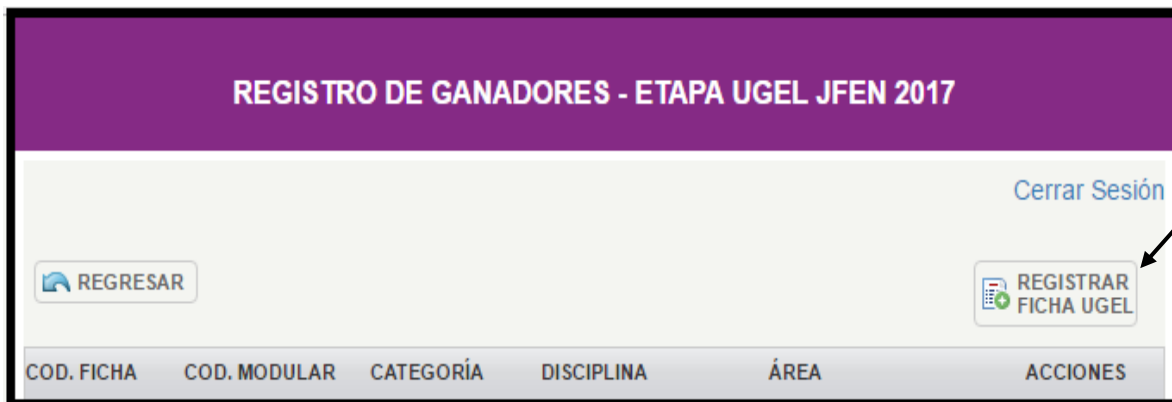 REGISTRO DE GANADORES - ETAPA UGEL JFEN 2017
Cerrar Sesión
REGRESAR
REGISTRAR
FICHA UGEL
COD. FICHA COD. MODULAR CATEGORÍA DISCIPLINA ÁREA ACCIONES